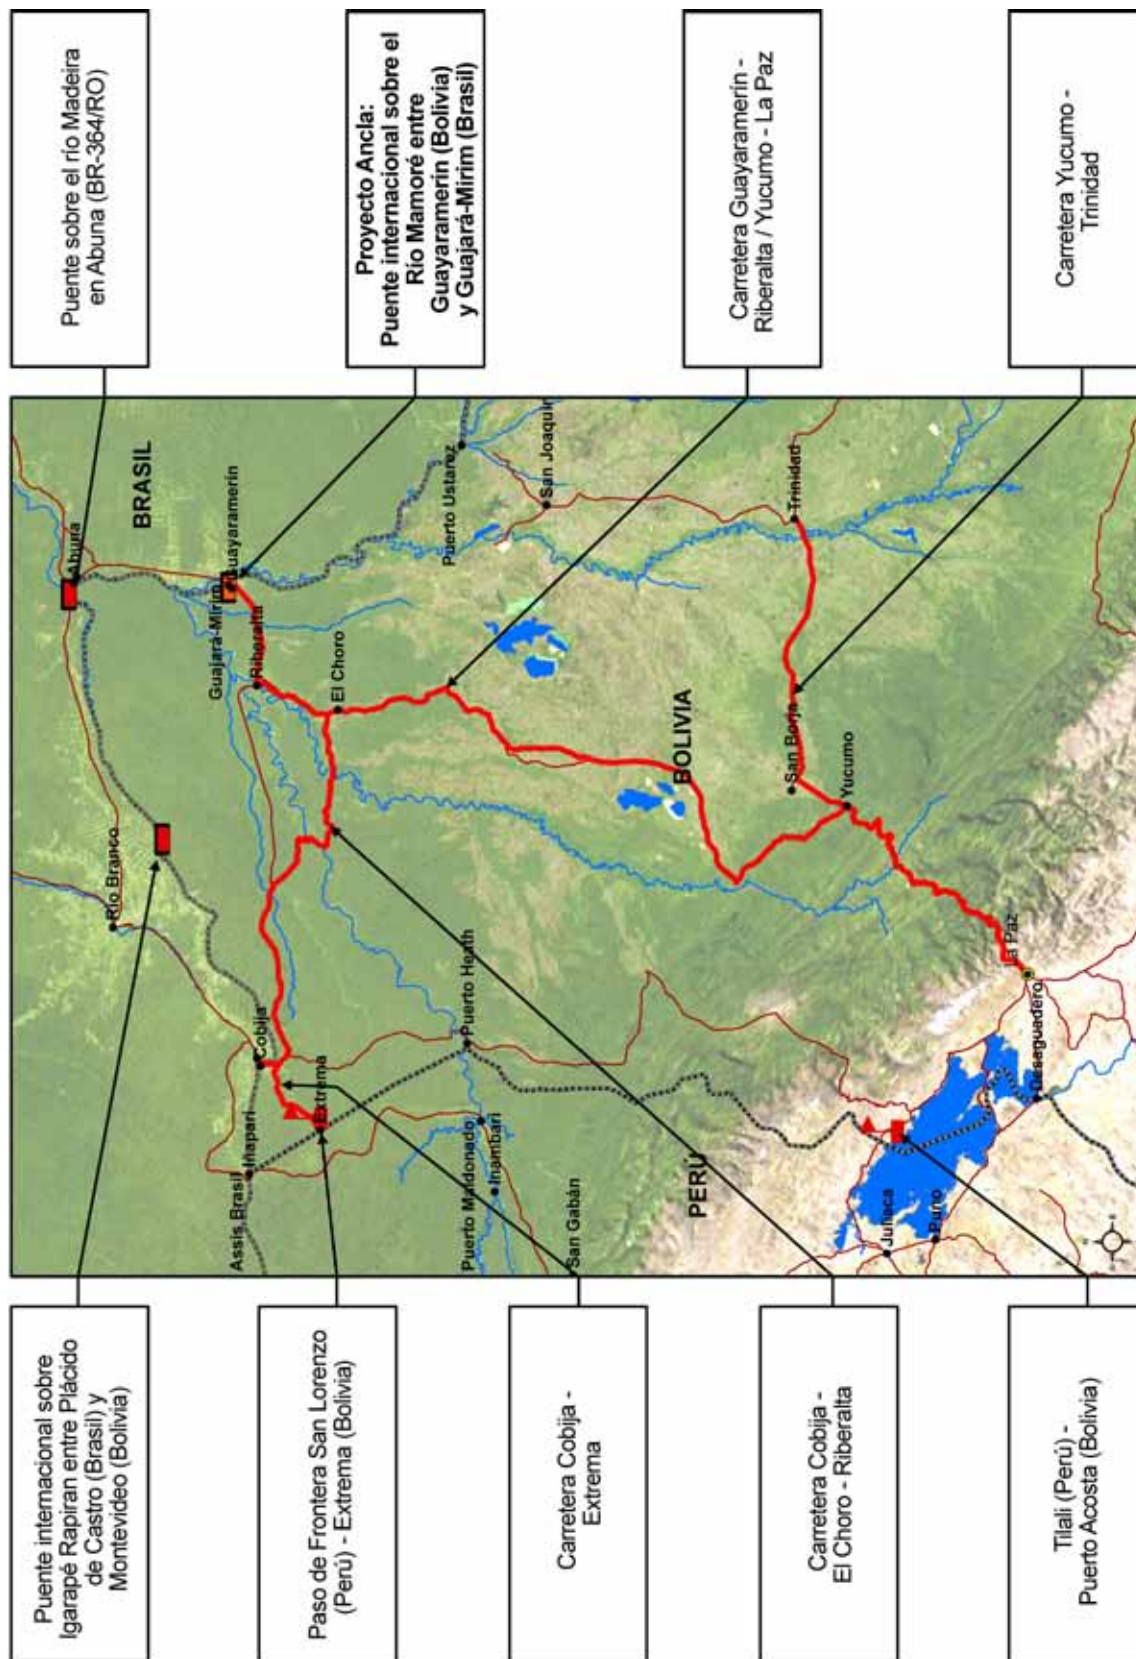 Puente internacional sobre
Igarapé Rapiran entre Plácido
de Castro (Brasil) y
Montevideo (Bolivia)
Paso de Frontera San Lorenzo
(Perú) - Extrema (Bolivia)
Carretera Cobija -
Extrema
Carretera Cobija -
El Choro - Riberalta
Tilali (Perú) -
Puerto Acosta (Bolivia)
Puente sobre el río Madeira
en Abuna (BR-364/RO)
Proyecto Ancla:
Puente internacional sobre el
Río Mamoré entre
Guayaramerín (Bolivia)
y Guajará-Mirim (Brasil)
Carretera Guayaramerín -
Riberalta / Yucumo - La Paz
Carretera Yucumo -
Trinidad
BRASIL
Abuna
Río Branco
Guayaramerín
Guajará-Mirim
Riberalta
Cobija
Assis Brasil
Inapari
Extrema
El Choro
Puerto Ustarez
Puerto Heath
Puerto Maldonado
Inambari
San Joaquin
San Gabán
BOLIVIA
PERÚ
Trinidad
San Borja
Yucumo
Juliaca
Puno
La Paz
Desaguadero